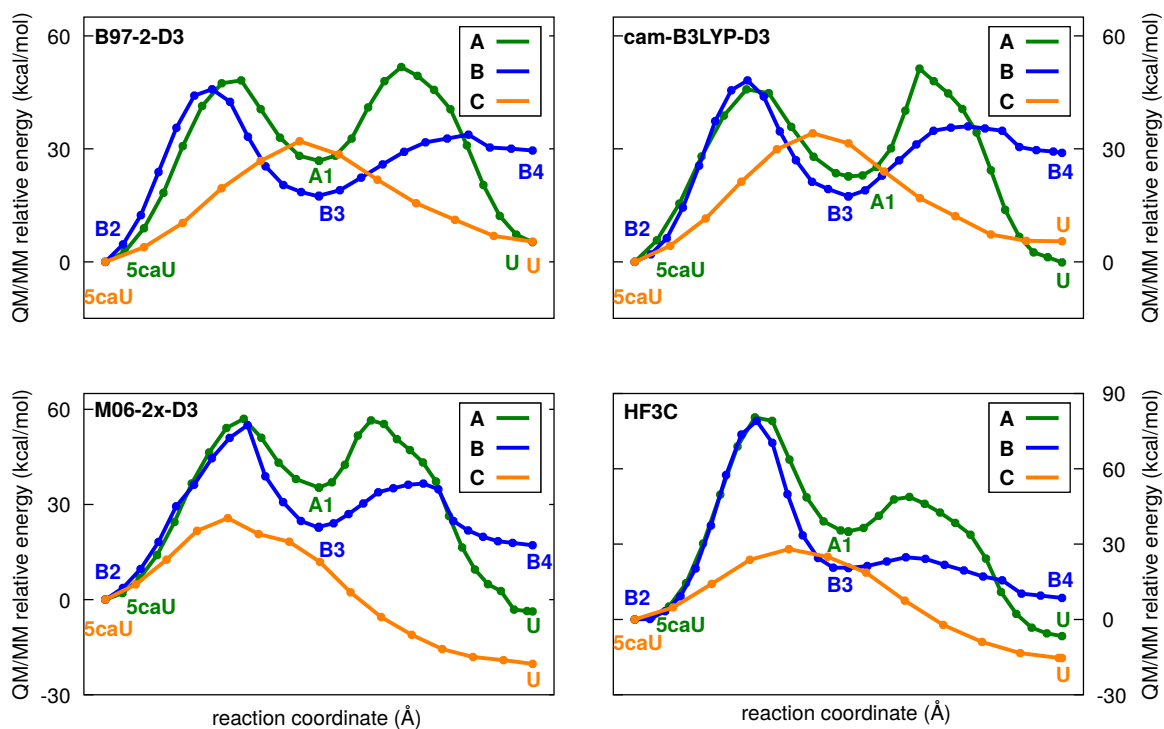 B97-2-D3
A
B
C
60
30
0
QM/MM relative energy (kcal/mol)
B2
5caU
5caU
A1
B3
B4
U
U
cam-B3LYP-D3
A
B
C
60
30
0
QM/MM relative energy (kcal/mol)
B2
5caU
5caU
B3
A1
B4
U
U
M06-2x-D3
A
B
C
60
30
0
-30
QM/MM relative energy (kcal/mol)
B2
5caU
5caU
A1
B3
B4
U
U
reaction coordinate (Å)
HF3C
A
B
C
90
60
30
0
-30
QM/MM relative energy (kcal/mol)
B2
5caU
5caU
A1
B3
B4
U
U
reaction coordinate (Å)